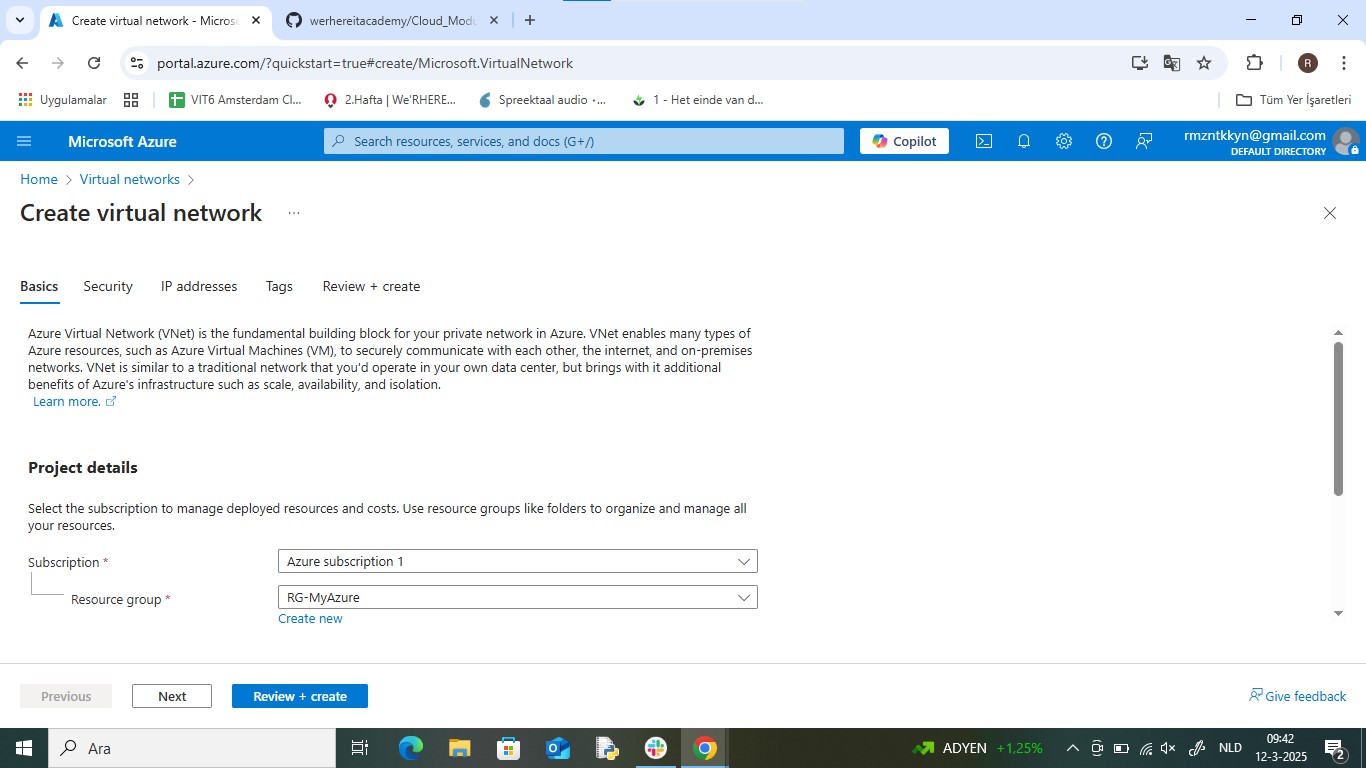 Create virtual network - Micros
werhereitacademy/Cloud_Modu
portal.azure.com/?quickstart=true#create/Microsoft.VirtualNetwork
R
Uygulamalar
VIT6 Amsterdam Cl...
2.Hafta | We'RHERE...
Spreektaal audio -...
1 - Het einde van d...
Tüm Yer İşaretleri
Microsoft Azure
Search resources, services, and docs (G+/)
Copilot
rmzntkkyn@gmail.com
DEFAULT DIRECTORY
Home > Virtual networks >
Create virtual network ...
Basics Security IP addresses Tags Review + create
Azure Virtual Network (VNet) is the fundamental building block for your private network in Azure. VNet enables many types of
Azure resources, such as Azure Virtual Machines (VM), to securely communicate with each other, the internet, and on-premises
networks. VNet is similar to a traditional network that you'd operate in your own data center, but brings with it additional
benefits of Azure's infrastructure such as scale, availability, and isolation.
Learn more.
Project details
Select the subscription to manage deployed resources and costs. Use resource groups like folders to organize and manage all
your resources.
Subscription *
Azure subscription 1
Resource group *
RG-MyAzure
Create new
Previous
Next
Review + create
Give feedback
Ara
ADYEN +1,25%
NLD
09:42
12-3-2025
2